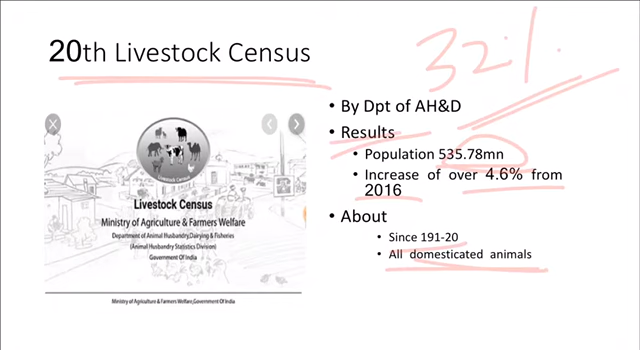 20th Livestock Census
32%
• By Dpt of AH&D
• Results
• Population 535.78mn
• Increase of over 4.6% from
2016
• About
• Since 191-20
• All domesticated animals
Livestock Census
Livestock Census
Ministry of Agriculture & Farmers Welfare
Department of Animal Husbandry,Dairying & Fisheries
(Animal Husbandry Statistics Division)
Government Of India
Ministry of Agriculture & Farmers Welfare,Government Of India